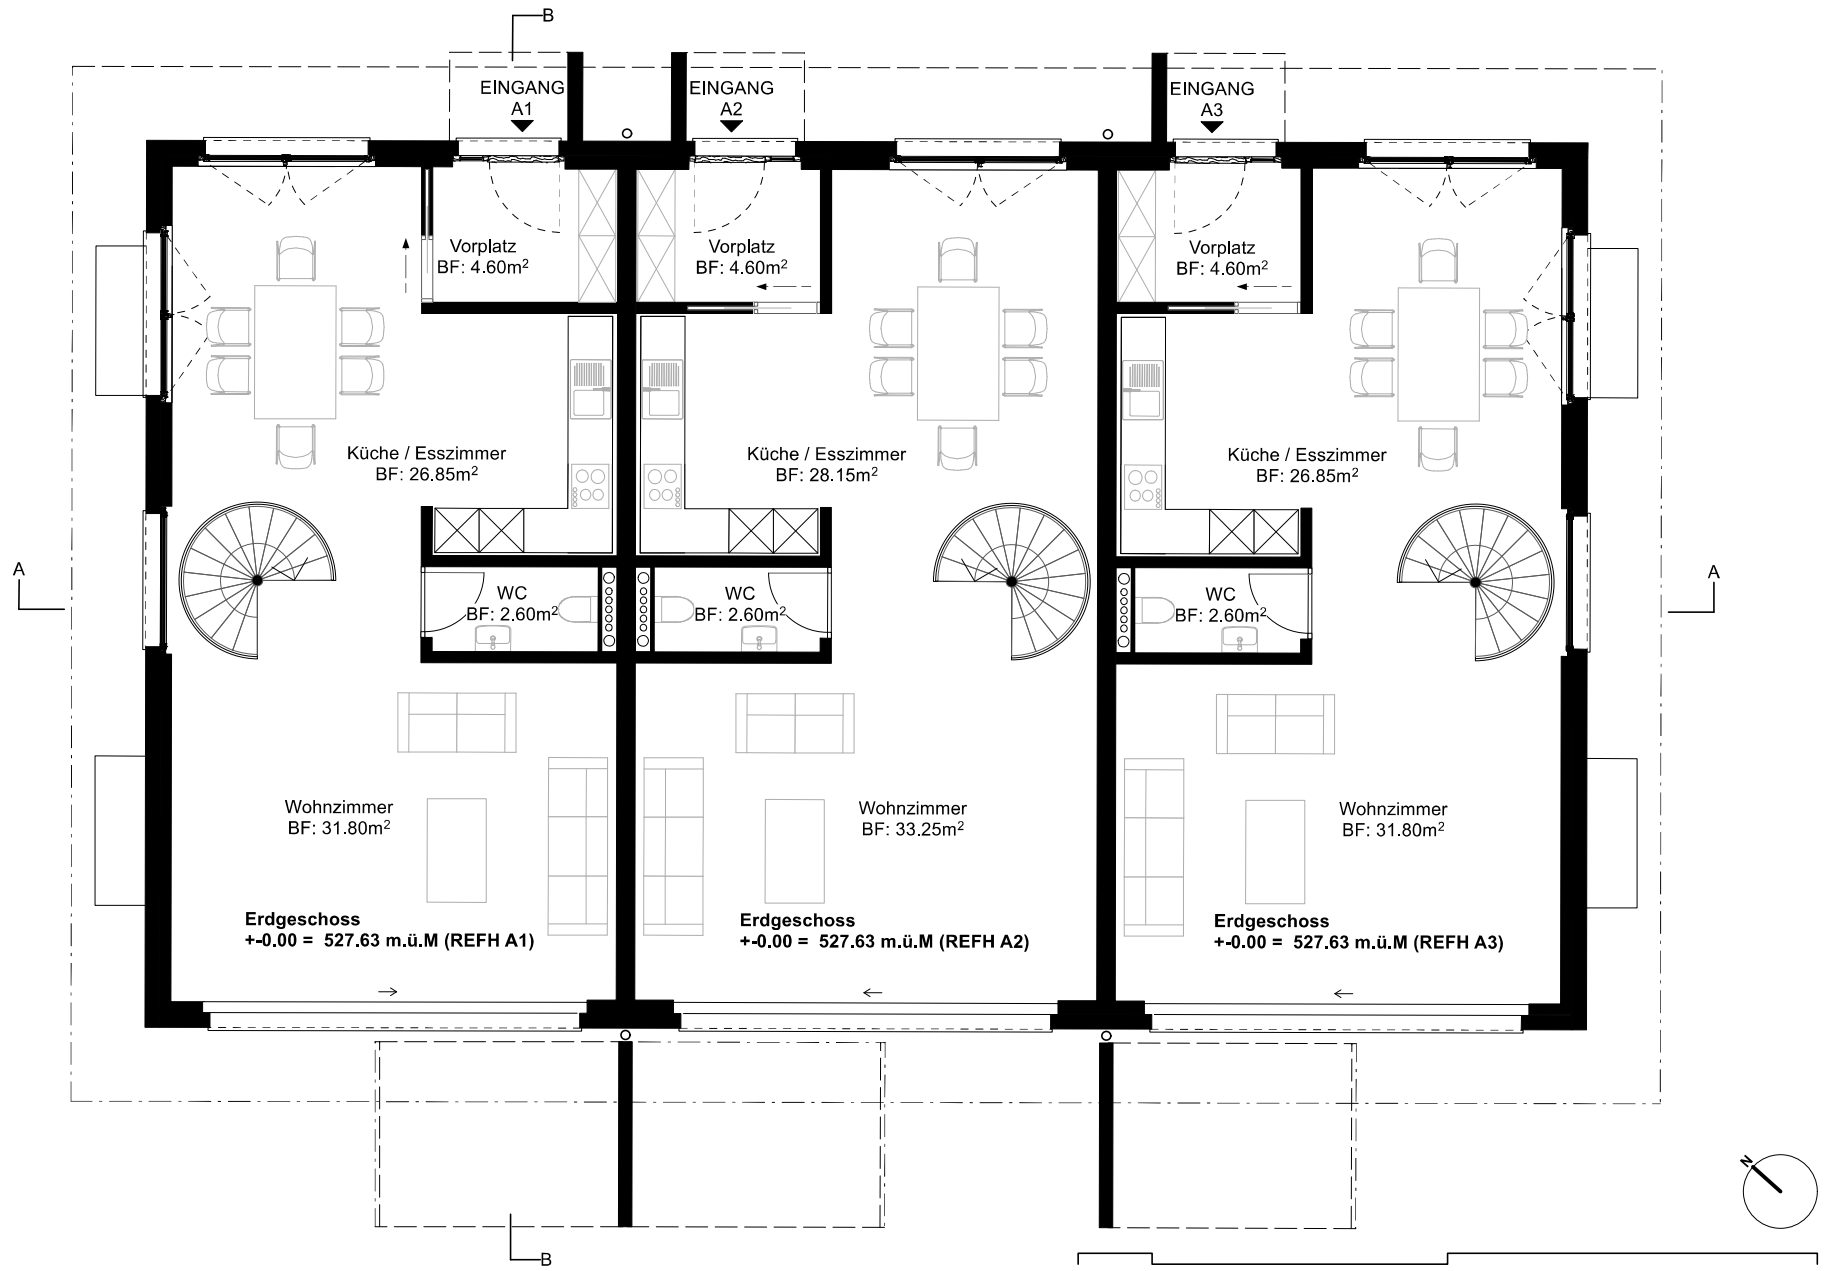 B
EINGANG
A1
EINGANG
A2
EINGANG
A3
Vorplatz
BF: 4.60m²
Vorplatz
BF: 4.60m²
Vorplatz
BF: 4.60m²
Küche / Esszimmer
BF: 26.85m²
Küche / Esszimmer
BF: 28.15m²
Küche / Esszimmer
BF: 26.85m²
A
A
WC
BF: 2.60m²
WC
BF: 2.60m²
WC
BF: 2.60m²
Wohnzimmer
BF: 31.80m²
Wohnzimmer
BF: 33.25m²
Wohnzimmer
BF: 31.80m²
Erdgeschoss
+-0.00 = 527.63 m.ü.M (REFH A1)
Erdgeschoss
+-0.00 = 527.63 m.ü.M (REFH A2)
Erdgeschoss
+-0.00 = 527.63 m.ü.M (REFH A3)
N
B